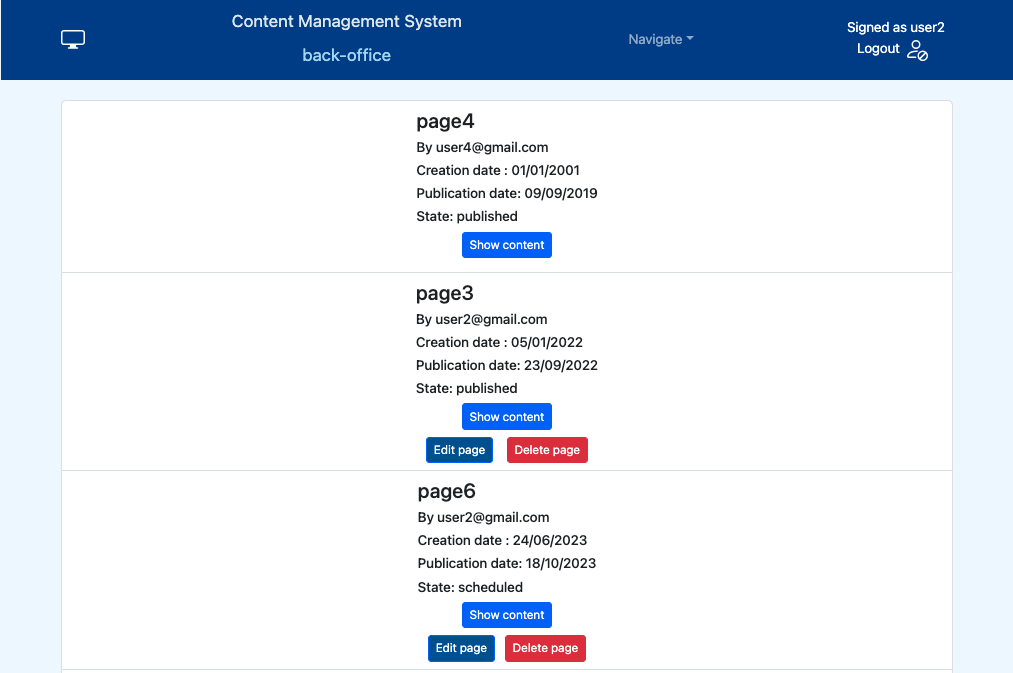 Content Management System
back-office
Navigate
Signed as user2
Logout
page4
By user4@gmail.com
Creation date : 01/01/2001
Publication date: 09/09/2019
State: published
Show content
page3
By user2@gmail.com
Creation date : 05/01/2022
Publication date: 23/09/2022
State: published
Show content
Edit page Delete page
page6
By user2@gmail.com
Creation date : 24/06/2023
Publication date: 18/10/2023
State: scheduled
Show content
Edit page Delete page